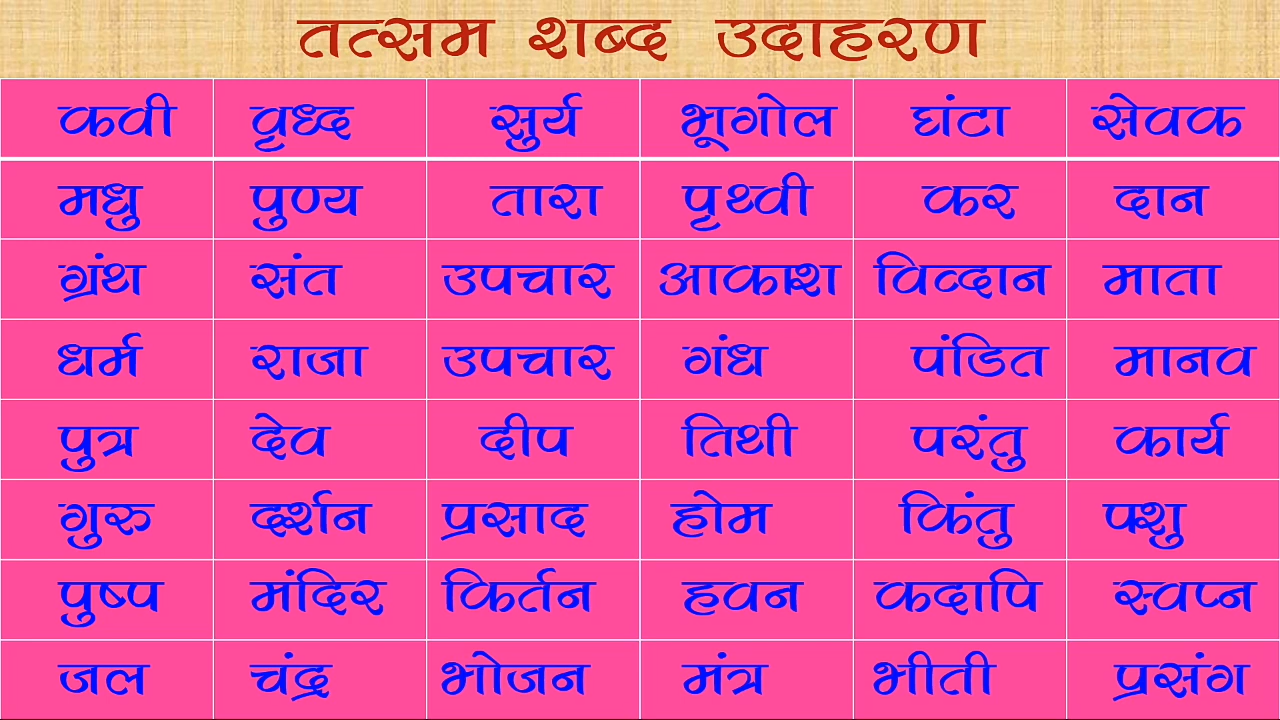 तत्सम शब्द उदाहरण
कवी वृध्द सुर्य भूगोल घंटा सेवक
मधु पुण्य तारा पृथ्वी कर दान
ग्रंथ संत उपचार आकाश विव्दान माता
धर्म राजा उपचार गंध पंडित मानव
पुत्र देव दीप तिथी परंतु कार्य
गुरु दर्शन प्रसाद होम किंतु पशु
पुष्प मंदिर किर्तन हवन कदापि स्वप्न
जल चंद्र भोजन मंत्र भीती प्रसंग